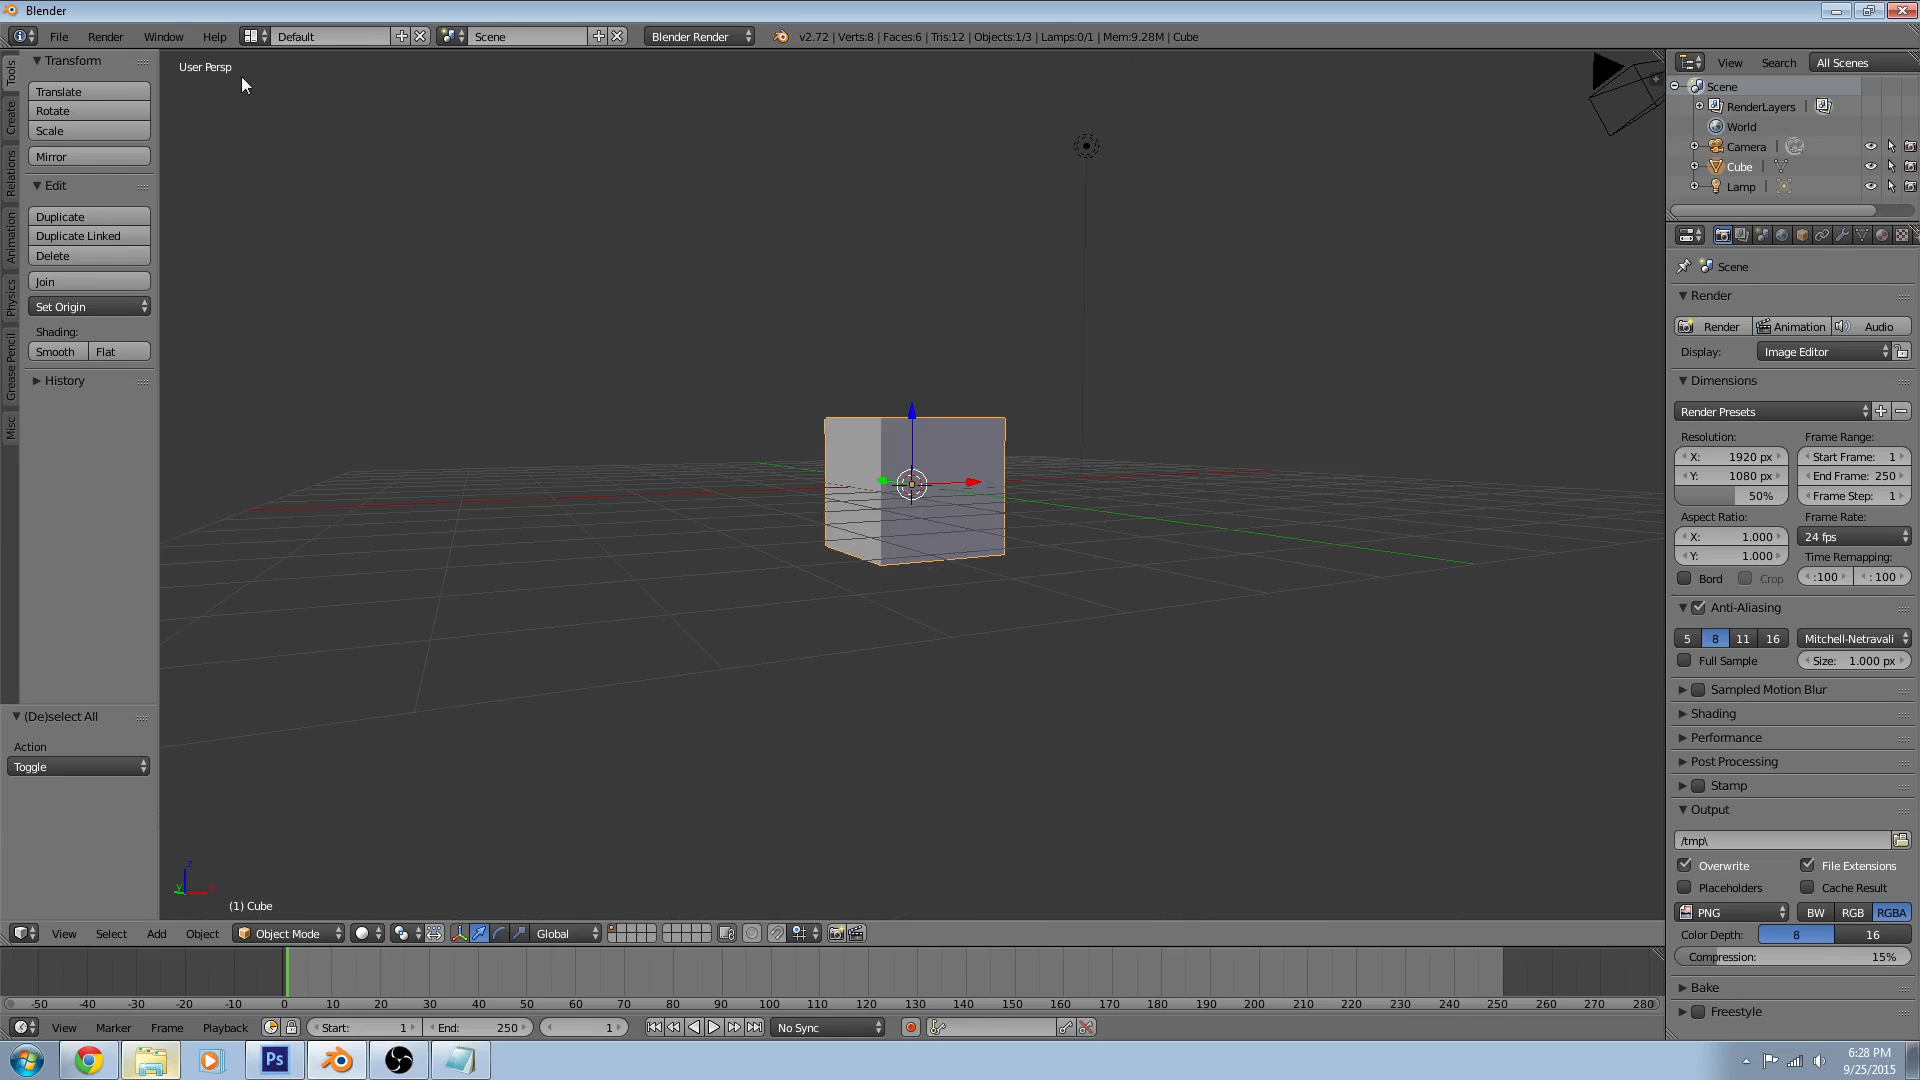 Blender
File Render Window Help Default Scene Blender Render v2.72 | Verts:8 | Faces:6 | Tris:12 | Objects:1/3 | Lamps:0/1 | Mem:9.28M | Cube
Tools
Create
Relations
Animation
Physics
Grease Pencil
Misc
Transform
Translate
Rotate
Scale
Mirror
Edit
Duplicate
Duplicate Linked
Delete
Join
Set Origin
Shading:
Smooth Flat
History
(De)select All
Action
Toggle
User Persp
z
y x
(1) Cube
View Select Add Object Object Mode Global
-50 -40 -30 -20 -10 0 10 20 30 40 50 60 70 80 90 100 110 120 130 140 150 160 170 180 190 200 210 220 230 240 250 260 270 280
View Marker Frame Playback Start: 1 End: 250 1 No Sync
View Search All Scenes
Scene
RenderLayers |
World
Camera |
Cube |
Lamp |
Scene
Render
Render Animation Audio
Display: Image Editor
Dimensions
Render Presets
Resolution: Frame Range:
X: 1920 px Start Frame: 1
Y: 1080 px End Frame: 250
50% Frame Step: 1
Aspect Ratio: Frame Rate:
X: 1.000 24 fps
Y: 1.000 Time Remapping:
Bord Crop :100 : 100
Anti-Aliasing
5 8 11 16 Mitchell-Netravali
Full Sample Size: 1.000 px
Sampled Motion Blur
Shading
Performance
Post Processing
Stamp
Output
/tmp\
Overwrite File Extensions
Placeholders Cache Result
PNG BW RGB RGBA
Color Depth: 8 16
Compression: 15%
Bake
Freestyle
Ps
6:28 PM
9/25/2015